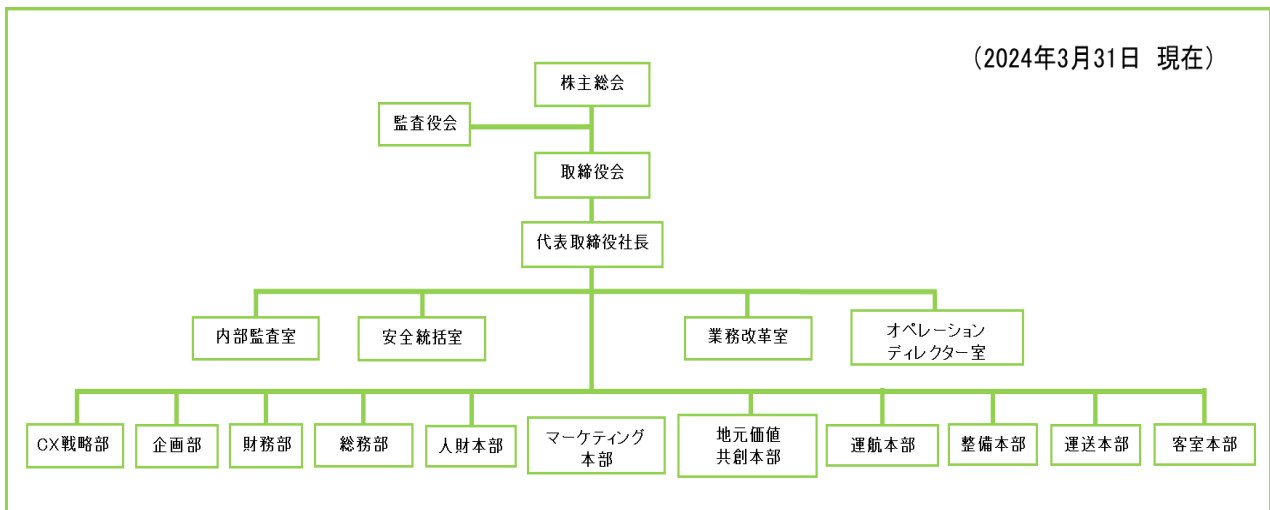 (2024年3月31日 現在)
株主総会
監査役会
取締役会
代表取締役社長
内部監査室
安全統括室
業務改革室
オペレーション
ディレクター室
CX戦略部
企画部
財務部
総務部
人財本部
マーケティング
本部
地元価値
共創本部
運航本部
整備本部
運送本部
客室本部